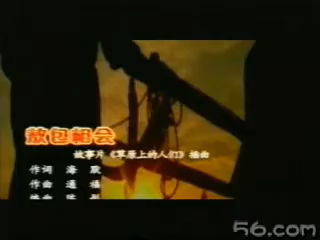 敖包相会
故事片《草原上的人们》插曲
作词 海默
作曲 通福
56.com